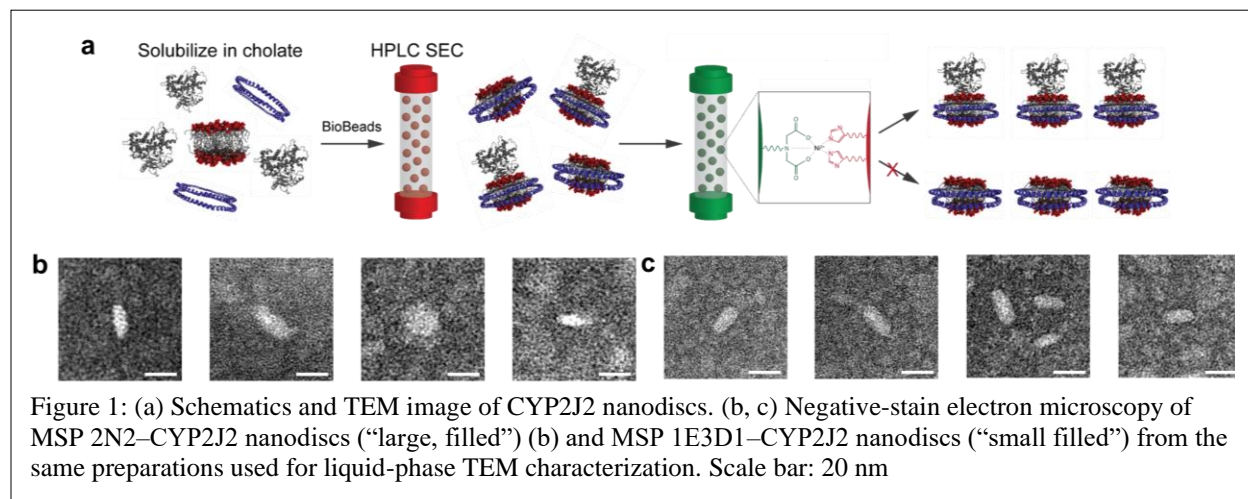 a
Solubilize in cholate
HPLC SEC
BioBeads
b
c
Figure 1: (a) Schematics and TEM image of CYP2J2 nanodiscs. (b, c) Negative-stain electron microscopy of
MSP 2N2–CYP2J2 nanodiscs (“large, filled”) (b) and MSP 1E3D1–CYP2J2 nanodiscs (“small filled”) from the
same preparations used for liquid-phase TEM characterization. Scale bar: 20 nm